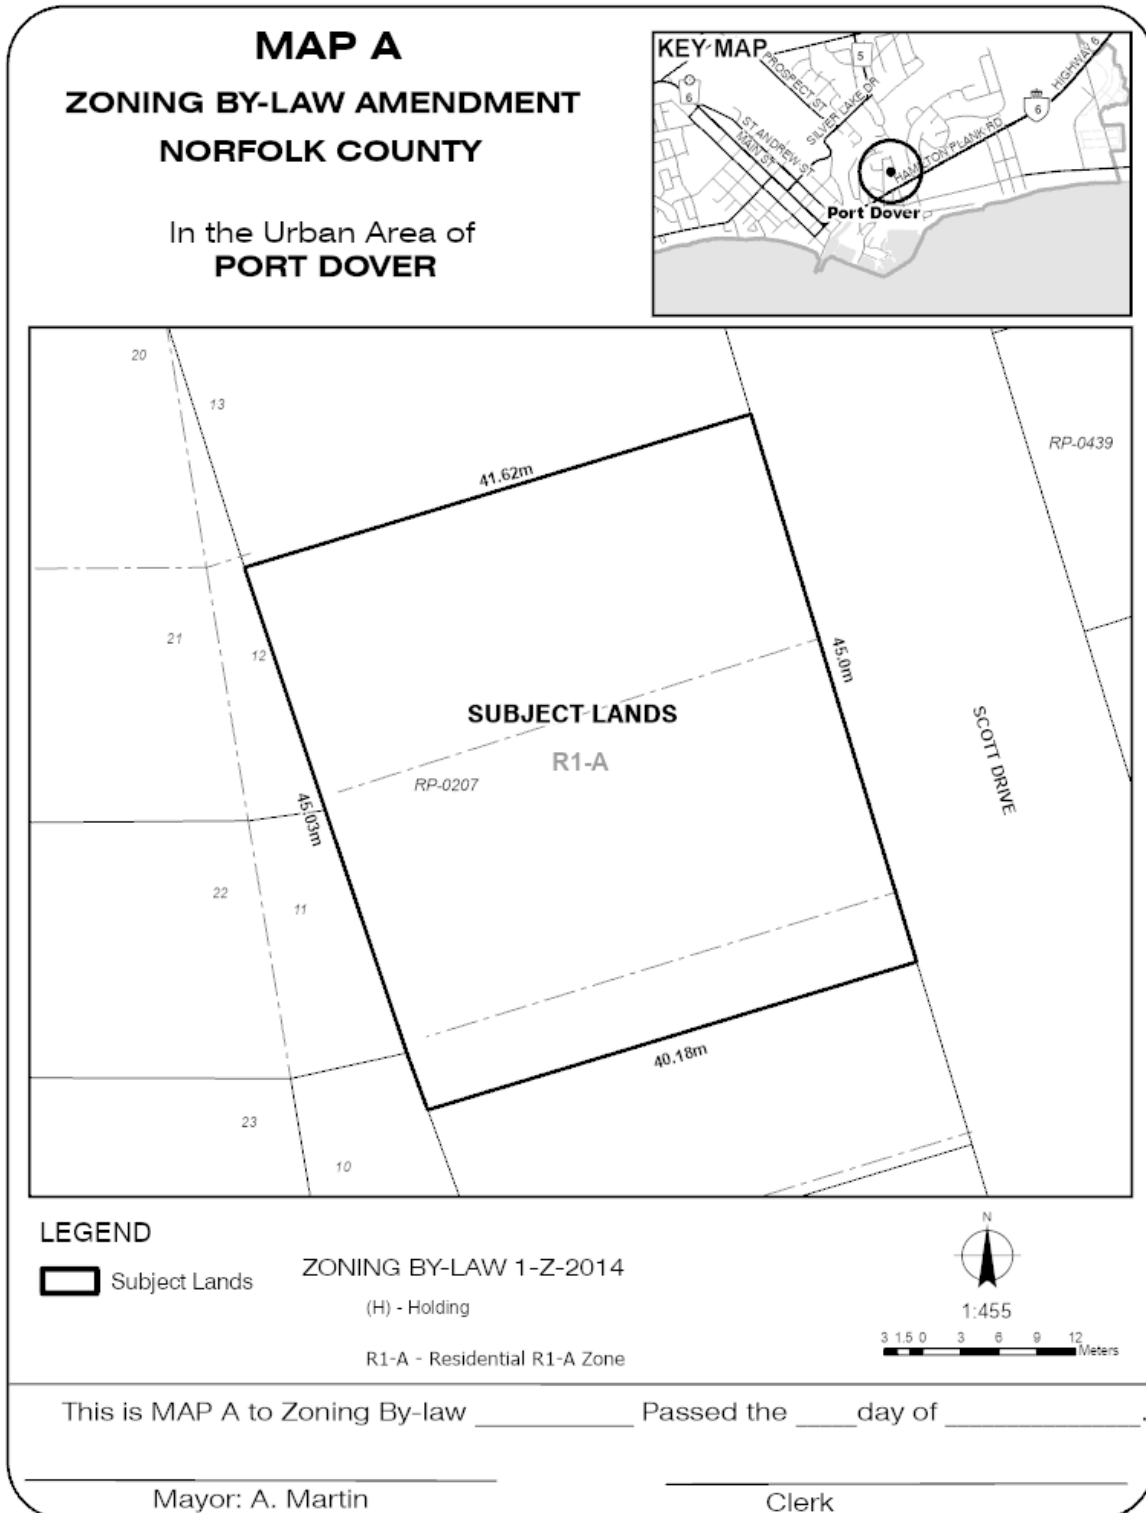 MAP A
ZONING BY-LAW AMENDMENT
NORFOLK COUNTY
In the Urban Area of
PORT DOVER
KEY MAP
PROSPECT ST
5
6
SILVER LAKE DR
ST ANDREW ST
MAIN ST
HIGHWAY 6
6
HAMILTON PLANK RD
Port Dover
20
13
RP-0439
41.62m
21
12
45.0m
SUBJECT LANDS
R1-A
RP-0207
SCOTT DRIVE
45.03m
22
11
40.18m
23
10
LEGEND
Subject Lands
ZONING BY-LAW 1-Z-2014
(H) - Holding
R1-A - Residential R1-A Zone
N
1:455
3 1.5 0 3 6 9 12
Meters
This is MAP A to Zoning By-law ____________ Passed the ____day of ______________.
Mayor: A. Martin
Clerk